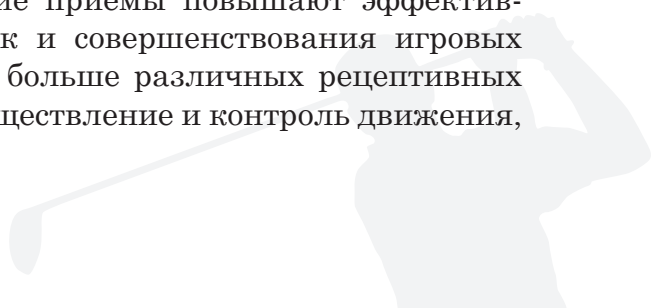 ие приемы повышают эффектив-
к и совершенствования игровых
больше различных рецептивных
ществление и контроль движения,